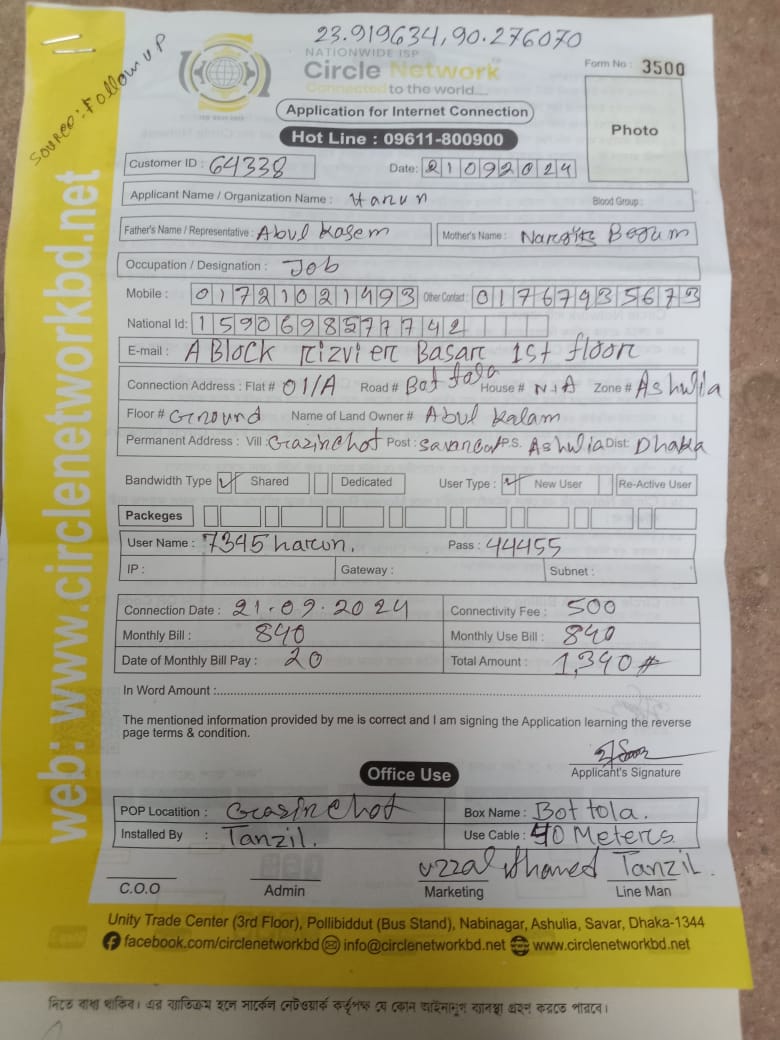 23.919634,90.276070
Source: Follow up
NATIONWIDE ISP
Circle Network
Connected to the world....
Form No : 3500
Application for Internet Connection
Photo
Hot Line : 09611-800900
Customer ID : 64338 Date: 21092024
Applicant Name / Organization Name : Harun Blood Group :
Father's Name / Representative : Abul Kasem Mother's Name : Begum
Occupation / Designation : Job
Mobile : 01721021493 Other Contact : 01767935673
National Id: 1590698577742
E-mail : A Block Rizvi er Basar 1st floor
Connection Address : Flat # 01/A Road # Bot tola House # N/A Zone # Ashulia
Floor # Ground Name of Land Owner # Abul Kalam
Permanent Address : Vill : Gazirchot Post : P.S. Ashulia Dist: Dhaka
Bandwidth Type Shared Dedicated User Type : New User Re-Active User
Packeges
User Name : 7345harun. Pass : 44455
IP : Gateway : Subnet :
Connection Date : 21.09.2024 Connectivity Fee : 500
Monthly Bill : 840 Monthly Use Bill : 840
Date of Monthly Bill Pay : 20 Total Amount : 1,340 #
In Word Amount :
The mentioned information provided by me is correct and I am signing the Application learning the reverse
page terms & condition.
Applicant's Signature
Office Use
POP Locatition : Gazirchot Box Name : Bot tola.
Installed By : Tanzil. Use Cable : 40 Meters
Uzzal Ahamed Tanzil.
C.O.O Admin Marketing Line Man
Unity Trade Center (3rd Floor), Pollibiddut (Bus Stand), Nabinagar, Ashulia, Savar, Dhaka-1344
facebook.com/circlenetworkbd info@circlenetworkbd.net www.circlenetworkbd.net
web: www.circlenetworkbd.net
দিতে বাধ্য থাকিব। এর ব্যতিক্রম হলে সার্কেল নেটওয়ার্ক কর্তৃপক্ষ যে কোন আইনানুগ ব্যবস্থা গ্রহণ করতে পারবে।